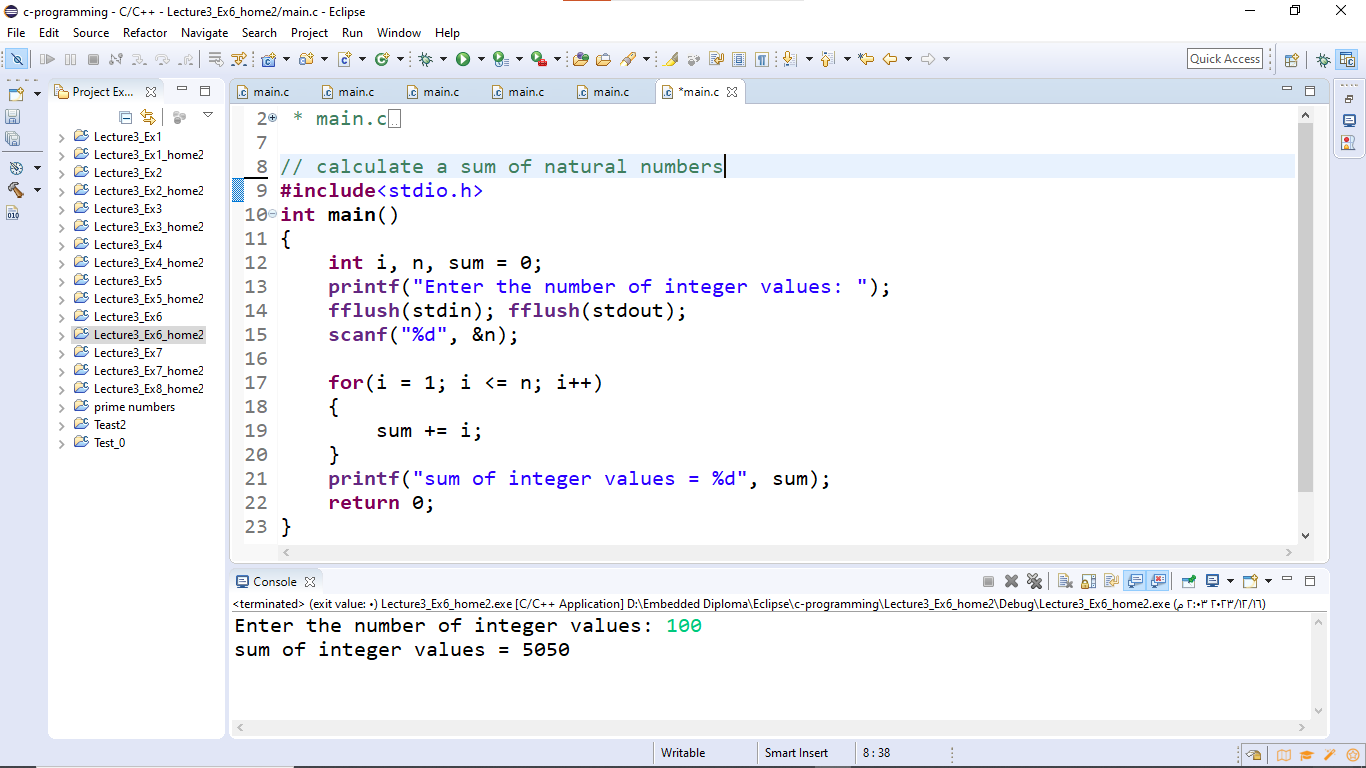 c-programming - C/C++ - Lecture3_Ex6_home2/main.c - Eclipse
File Edit Source Refactor Navigate Search Project Run Window Help
Quick Access
Project Ex...
main.c main.c main.c main.c main.c *main.c
Lecture3_Ex1
Lecture3_Ex1_home2
Lecture3_Ex2
Lecture3_Ex2_home2
Lecture3_Ex3
Lecture3_Ex3_home2
Lecture3_Ex4
Lecture3_Ex4_home2
Lecture3_Ex5
Lecture3_Ex5_home2
Lecture3_Ex6
Lecture3_Ex6_home2
Lecture3_Ex7
Lecture3_Ex7_home2
Lecture3_Ex8_home2
prime numbers
Teast2
Test_0
2 * main.c..
7
8 // calculate a sum of natural numbers
9 #include<stdio.h>
10 int main()
11 {
12     int i, n, sum = 0;
13     printf("Enter the number of integer values: ");
14     fflush(stdin); fflush(stdout);
15     scanf("%d", &n);
16
17     for(i = 1; i <= n; i++)
18     {
19         sum += i;
20     }
21     printf("sum of integer values = %d", sum);
22     return 0;
23 }
Console
<terminated> (exit value: ٠) Lecture3_Ex6_home2.exe [C/C++ Application] D:\Embedded Diploma\Eclipse\c-programming\Lecture3_Ex6_home2\Debug\Lecture3_Ex6_home2.exe (٢٠٢٣/١٢/١٦ ٢:٠٣ م)
Enter the number of integer values: 100
sum of integer values = 5050
Writable Smart Insert 8 : 38